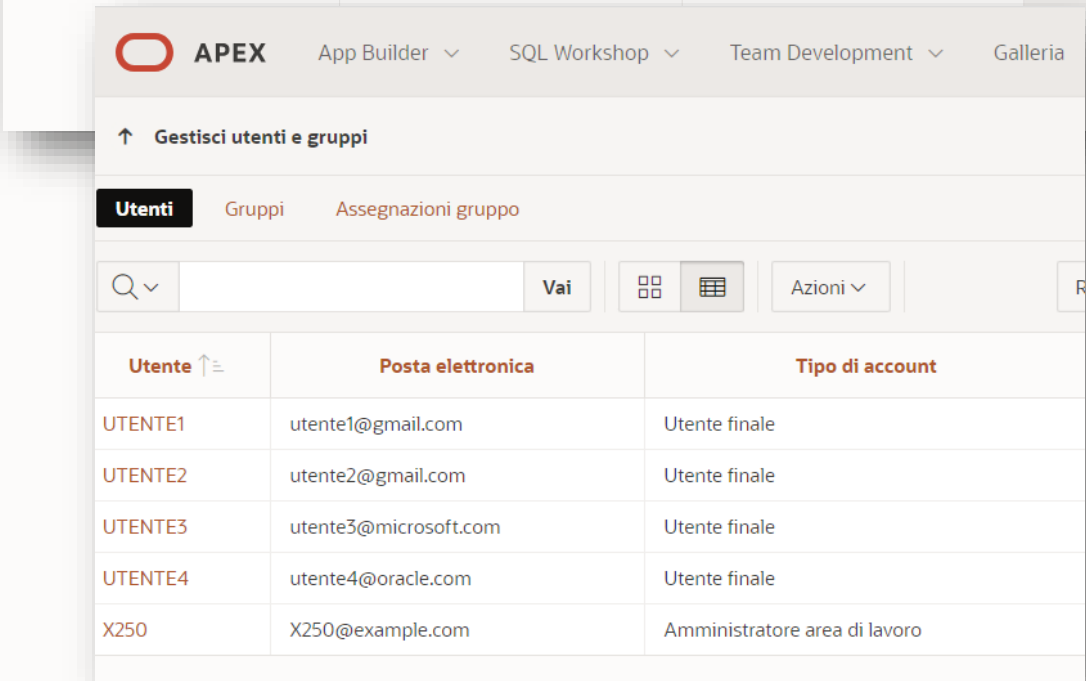 APEX App Builder SQL Workshop Team Development Galleria
Gestisci utenti e gruppi
Utenti Gruppi Assegnazioni gruppo
Vai Azioni
Utente Posta elettronica Tipo di account
UTENTE1 utente1@gmail.com Utente finale
UTENTE2 utente2@gmail.com Utente finale
UTENTE3 utente3@microsoft.com Utente finale
UTENTE4 utente4@oracle.com Utente finale
X250 X250@example.com Amministratore area di lavoro